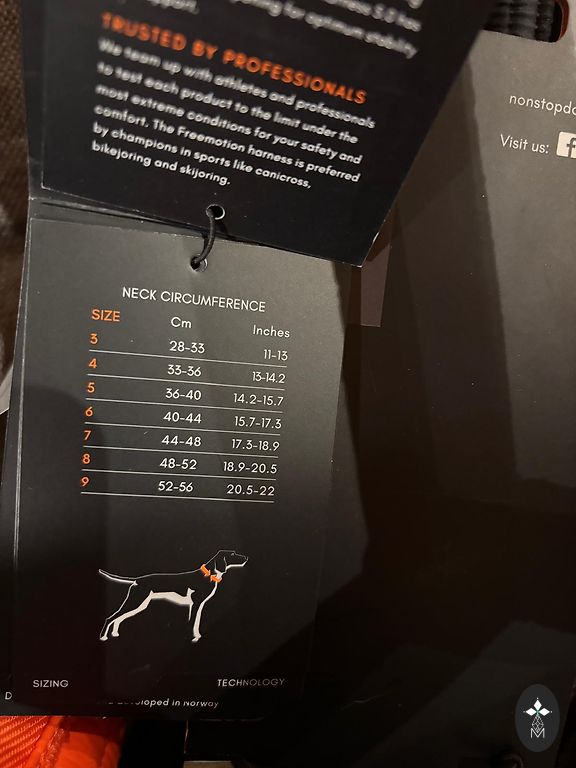 for optimum stability
TRUSTED BY PROFESSIONALS
We team up with athletes and professionals
to test each product to the limit under the
most extreme conditions for your safety and
comfort. The Freemotion harness is preferred
by champions in sports like canicross,
bikejoring and skijoring.
Visit us:
NECK CIRCUMFERENCE
SIZE Cm Inches
3 28-33 11-13
4 33-36 13-14.2
5 36-40 14.2-15.7
6 40-44 15.7-17.3
7 44-48 17.3-18.9
8 48-52 18.9-20.5
9 52-56 20.5-22
SIZING TECHNOLOGY
in Norway
M